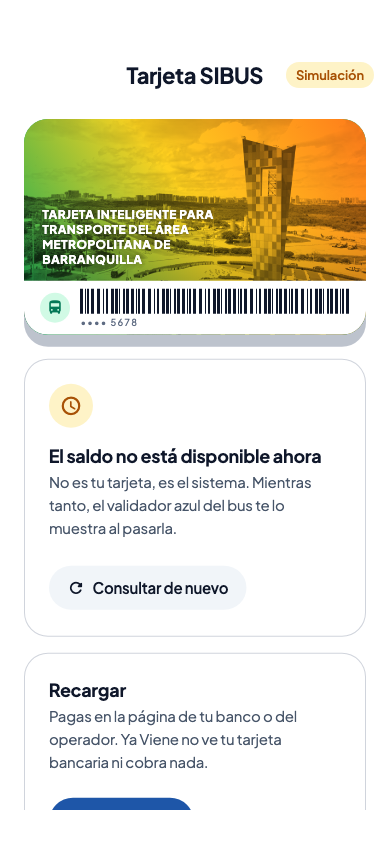 Tarjeta SIBUS
Simulación
TARJETA INTELIGENTE PARA
TRANSPORTE DEL ÁREA
METROPOLITANA DE
BARRANQUILLA
•••• 5678
El saldo no está disponible ahora
No es tu tarjeta, es el sistema. Mientras
tanto, el validador azul del bus te lo
muestra al pasarla.
Consultar de nuevo
Recargar
Pagas en la página de tu banco o del
operador. Ya Viene no ve tu tarjeta
bancaria ni cobra nada.